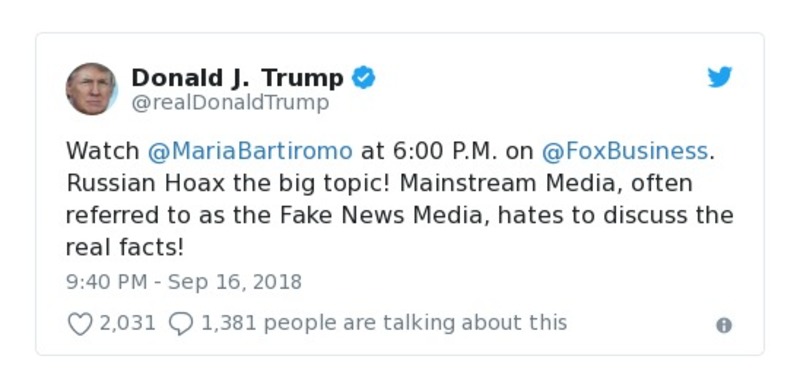 Donald J. Trump
@realDonaldTrump
Watch @MariaBartiromo at 6:00 P.M. on @FoxBusiness.
Russian Hoax the big topic! Mainstream Media, often
referred to as the Fake News Media, hates to discuss the
real facts!
9:40 PM - Sep 16, 2018
2,031 1,381 people are talking about this